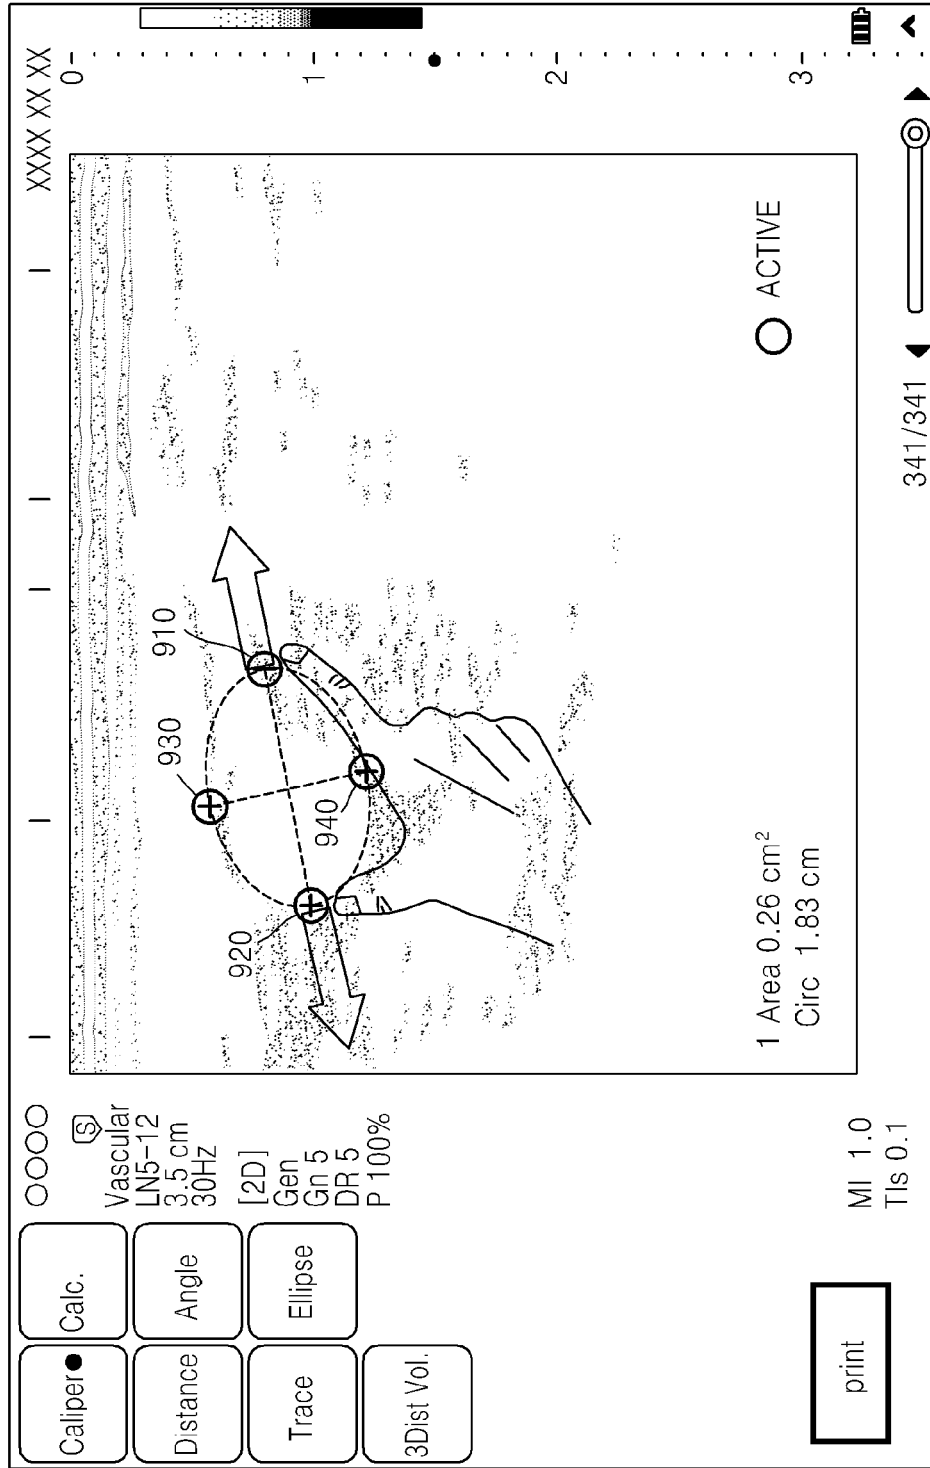 Caliper
Calc.
Distance
Angle
Trace
Ellipse
3Dist Vol.
print
OOOO
S
Vascular
LN5-12
3.5 cm
30Hz
[2D]
Gen
Gn 5
DR 5
P 100%
MI 1.0
TIs 0.1
XXXX XX XX
0
1
2
3
910
920
930
940
ACTIVE
1 Area 0.26 cm²
Circ 1.83 cm
341/341